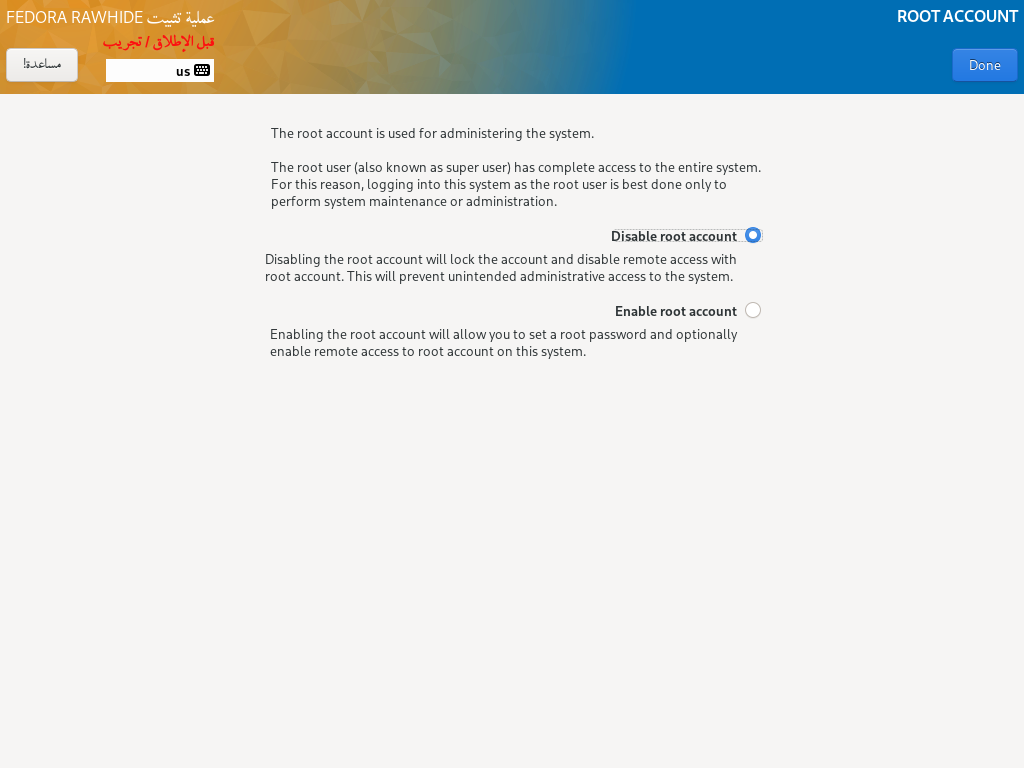 عملية تثبيت FEDORA RAWHIDE
ROOT ACCOUNT
قبل الإطلاق / تجريب
مساعدة!
us
Done
The root account is used for administering the system.
The root user (also known as super user) has complete access to the entire system.
For this reason, logging into this system as the root user is best done only to
perform system maintenance or administration.
Disable root account
Disabling the root account will lock the account and disable remote access with
root account. This will prevent unintended administrative access to the system.
Enable root account
Enabling the root account will allow you to set a root password and optionally
enable remote access to root account on this system.